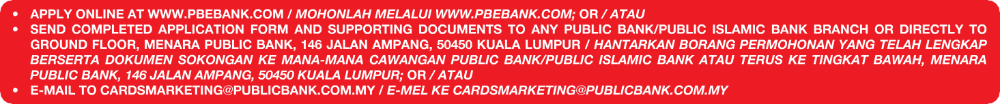 • APPLY ONLINE AT WWW.PBEBANK.COM / MOHONLAH MELALUI WWW.PBEBANK.COM; OR / ATAU
• SEND COMPLETED APPLICATION FORM AND SUPPORTING DOCUMENTS TO ANY PUBLIC BANK/PUBLIC ISLAMIC BANK BRANCH OR DIRECTLY TO
GROUND FLOOR, MENARA PUBLIC BANK, 146 JALAN AMPANG, 50450 KUALA LUMPUR / HANTARKAN BORANG PERMOHONAN YANG TELAH LENGKAP
BERSERTA DOKUMEN SOKONGAN KE MANA-MANA CAWANGAN PUBLIC BANK/PUBLIC ISLAMIC BANK ATAU TERUS KE TINGKAT BAWAH, MENARA
PUBLIC BANK, 146 JALAN AMPANG, 50450 KUALA LUMPUR; OR / ATAU
• E-MAIL TO CARDSMARKETING@PUBLICBANK.COM.MY / E-MEL KE CARDSMARKETING@PUBLICBANK.COM.MY